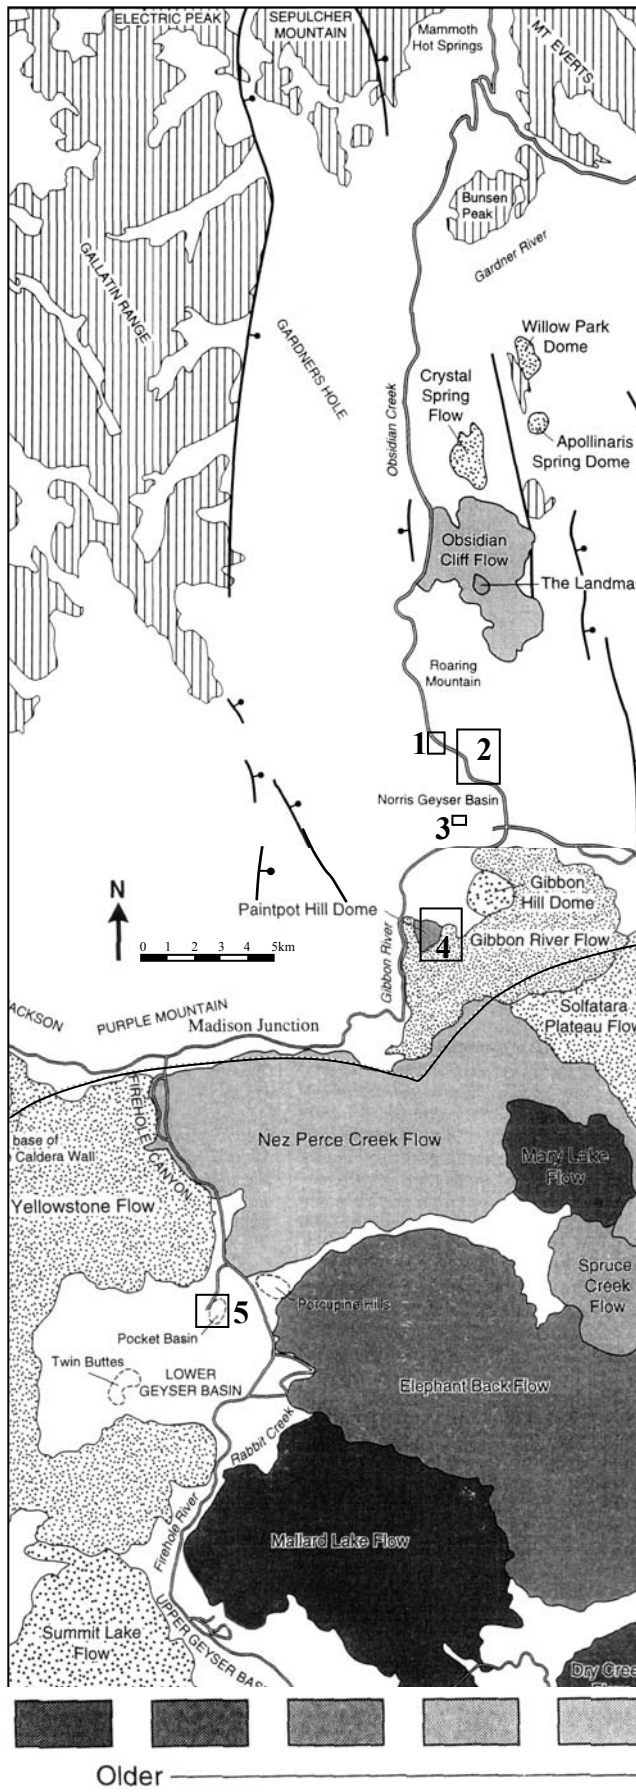 ELECTRIC PEAK
SEPULCHER
MOUNTAIN
Mammoth
Hot Springs
MT EVERTS
Bunsen
Peak
Gardner River
GALLATIN RANGE
GARDNERS HOLE
Willow Park
Dome
Crystal
Spring
Flow
Obsidian Creek
Apollinaris
Spring Dome
Obsidian
Cliff Flow
The Landma
Roaring
Mountain
1
2
Norris Geyser Basin
3
N
Gibbon
Hill Dome
Paintpot Hill Dome
4
Gibbon River Flow
0 1 2 3 4 5km
Gibbon River
Solfatara
Plateau Flow
ACKSON
PURPLE MOUNTAIN
Madison Junction
FIREHOLE CANYON
base of
Caldera Wall
Nez Perce Creek Flow
Mary Lake
Flow
Yellowstone Flow
Spruce
Creek
Flow
Porcupine Hills
5
Pocket Basin
Twin Buttes
LOWER
GEYSER BASIN
Elephant Back Flow
Rabbit Creek
Firehole River
Mallard Lake Flow
Summit Lake
Flow
UPPER GEYSER BASI
Dry Cree
Older